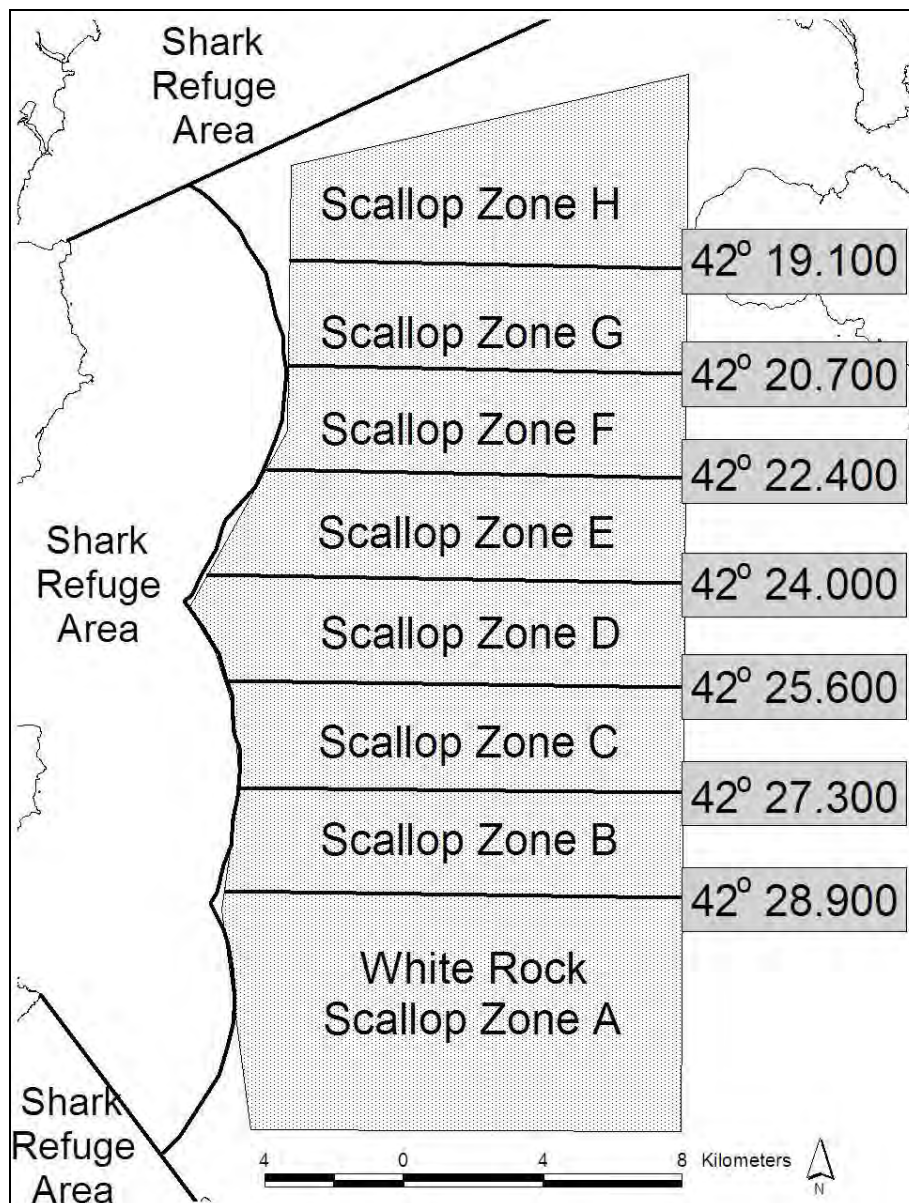 Shark
Refuge
Area
Scallop Zone H
42° 19.100
Scallop Zone G
42° 20.700
Scallop Zone F
42° 22.400
Scallop Zone E
42° 24.000
Shark
Refuge
Area
Scallop Zone D
42° 25.600
Scallop Zone C
42° 27.300
Scallop Zone B
42° 28.900
White Rock
Scallop Zone A
Shark
Refuge
Area
4 0 4 8 Kilometers
N